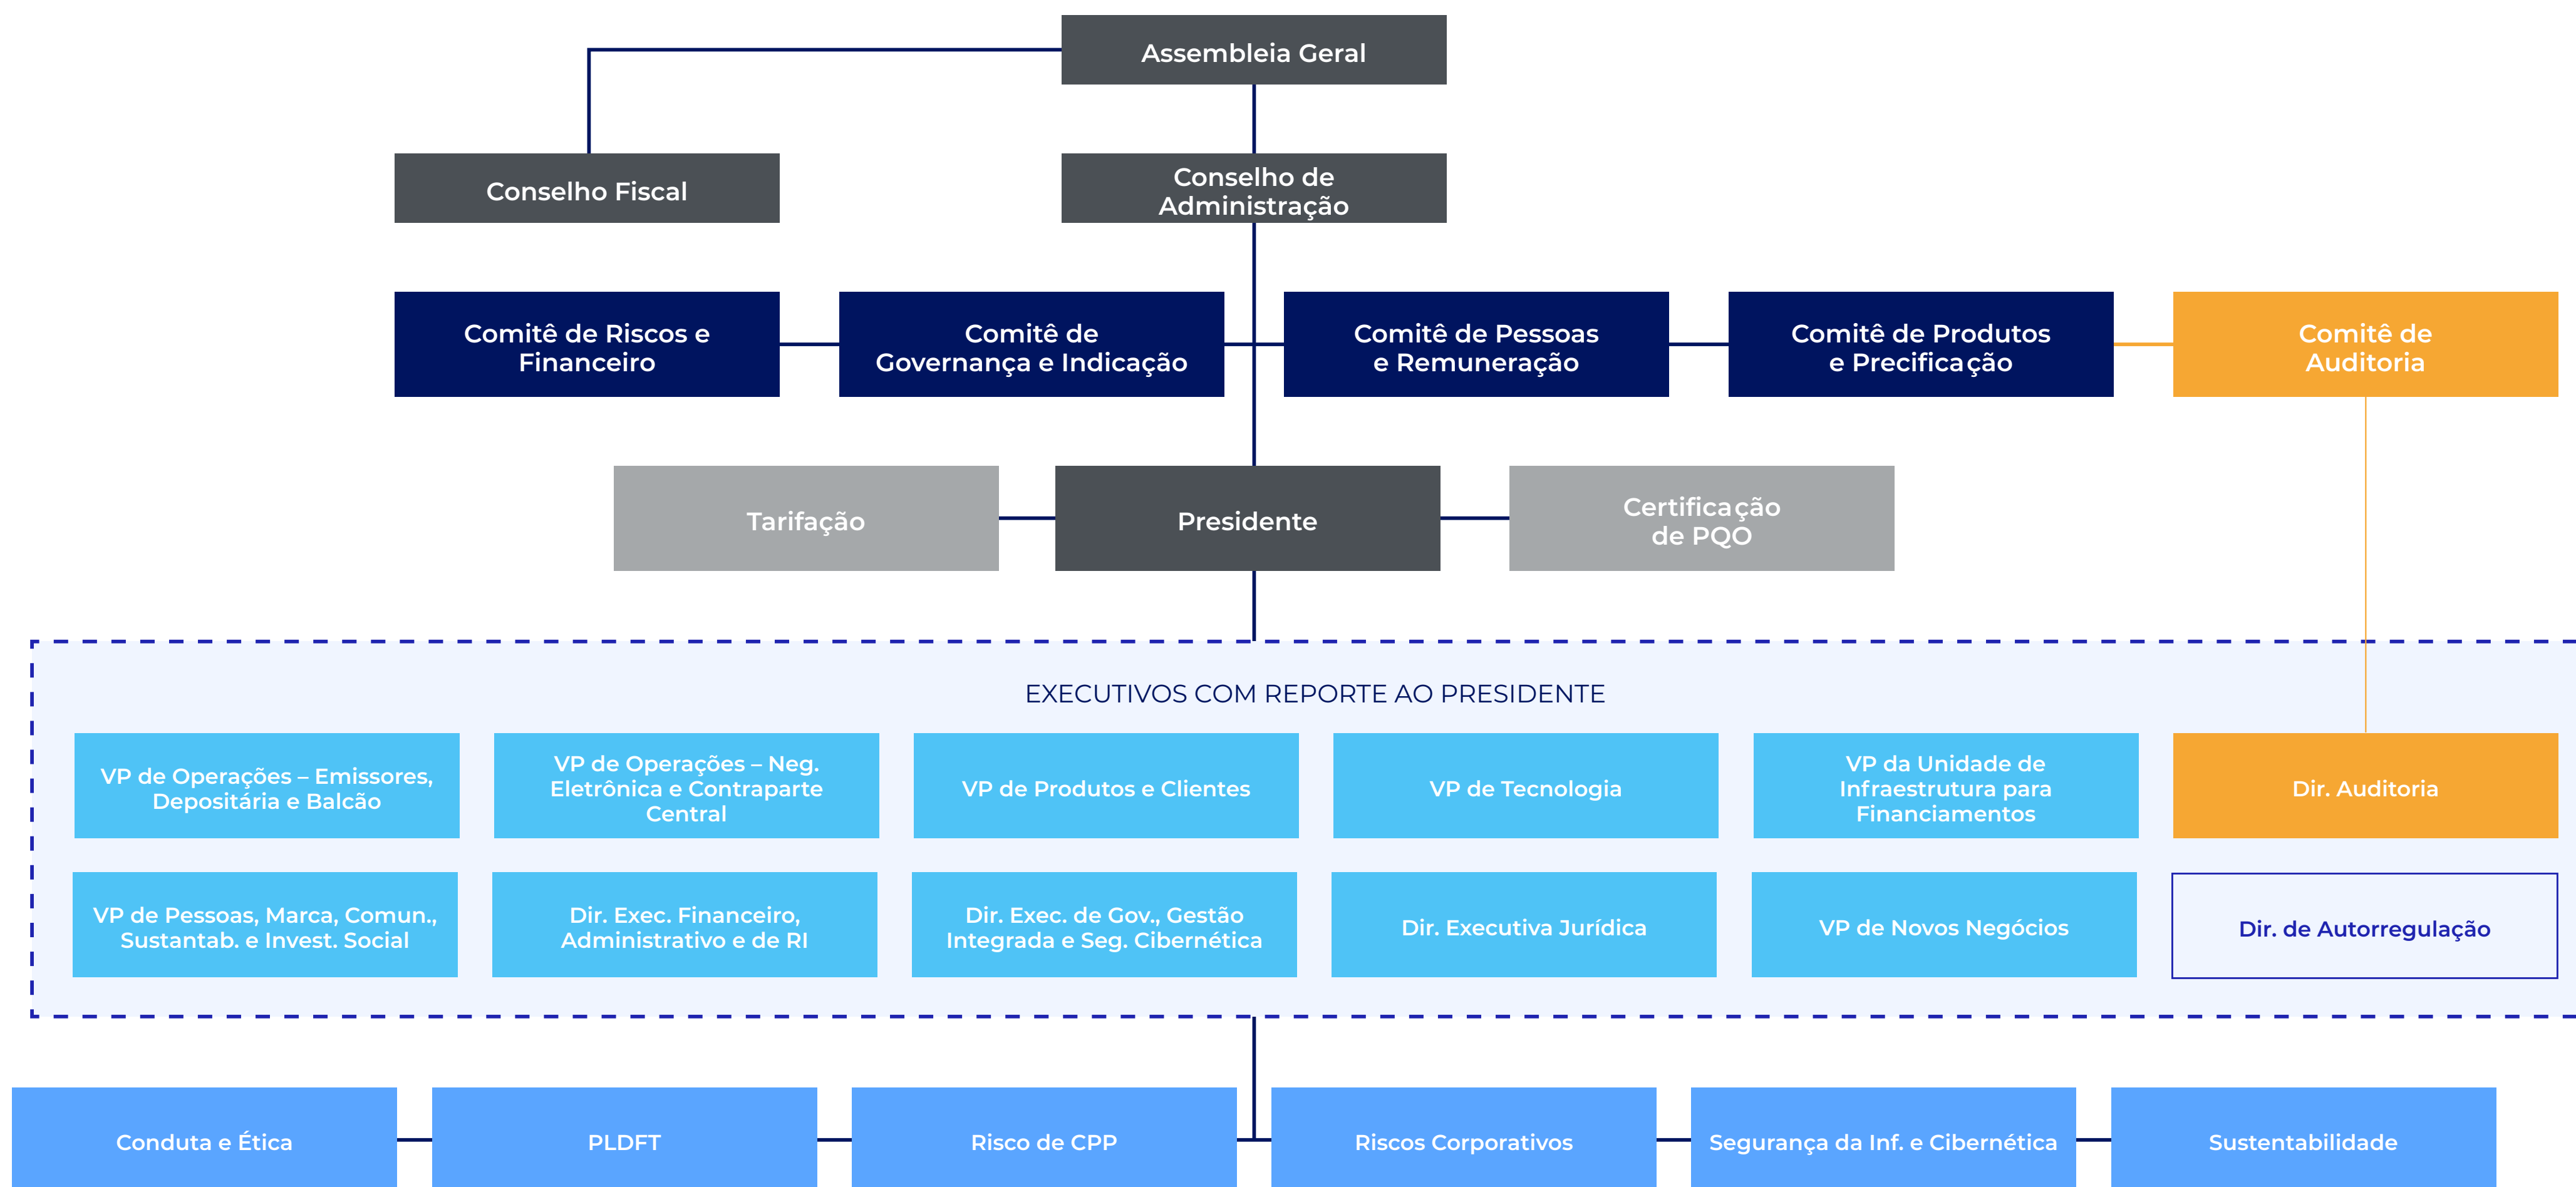 Assembleia Geral
Conselho Fiscal
Conselho de
Administração
Comitê de Riscos e
Financeiro
Comitê de
Governança e Indicação
Comitê de Pessoas
e Remuneração
Comitê de Produtos
e Precificação
Comitê de
Auditoria
Tarifação
Presidente
Certificação
de PQO
EXECUTIVOS COM REPORTE AO PRESIDENTE
VP de Operações – Emissores,
Depositária e Balcão
VP de Operações – Neg.
Eletrônica e Contraparte
Central
VP de Produtos e Clientes
VP de Tecnologia
VP da Unidade de
Infraestrutura para
Financiamentos
Dir. Auditoria
VP de Pessoas, Marca, Comun.,
Sustantab. e Invest. Social
Dir. Exec. Financeiro,
Administrativo e de RI
Dir. Exec. de Gov., Gestão
Integrada e Seg. Cibernética
Dir. Executiva Jurídica
VP de Novos Negócios
Dir. de Autorregulação
Conduta e Ética
PLDFT
Risco de CPP
Riscos Corporativos
Segurança da Inf. e Cibernética
Sustentabilidade